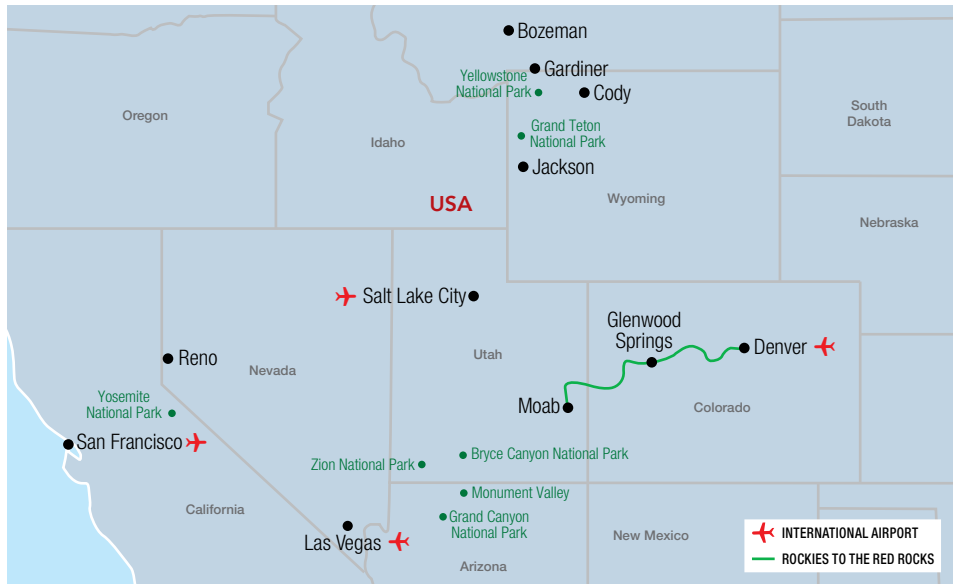 Bozeman
Gardiner
Yellowstone
National Park
Cody
South
Dakota
Oregon
Idaho
Grand Teton
National Park
Jackson
Wyoming
USA
Nebraska
Salt Lake City
Glenwood
Springs
Denver
Reno
Nevada
Utah
Yosemite
National Park
Moab
Colorado
San Francisco
Bryce Canyon National Park
Zion National Park
Monument Valley
California
Grand Canyon
National Park
Las Vegas
New Mexico
Arizona
INTERNATIONAL AIRPORT
ROCKIES TO THE RED ROCKS